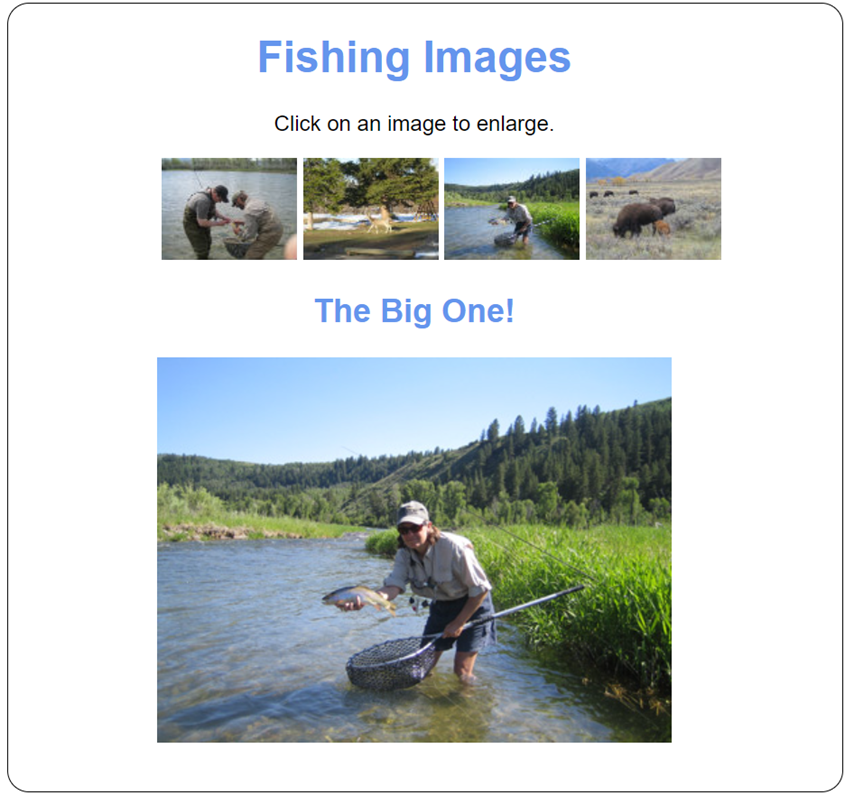 Fishing Images
Click on an image to enlarge.
The Big One!